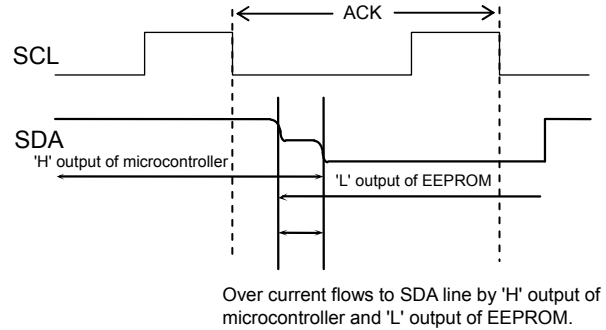 ACK
SCL
SDA
'H' output of microcontroller
'L' output of EEPROM
Over current flows to SDA line by 'H' output of
microcontroller and 'L' output of EEPROM.